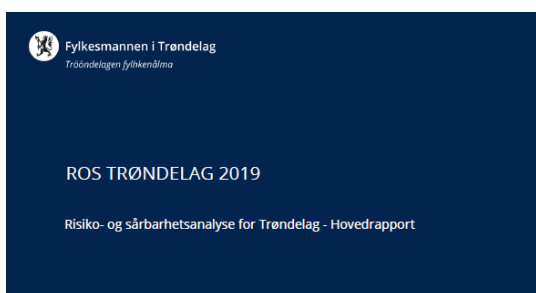 Fylkesmannen i Trøndelag
Trööndelagen fylhkenålma
ROS TRØNDELAG 2019
Risiko- og sårbarhetsanalyse for Trøndelag - Hovedrapport